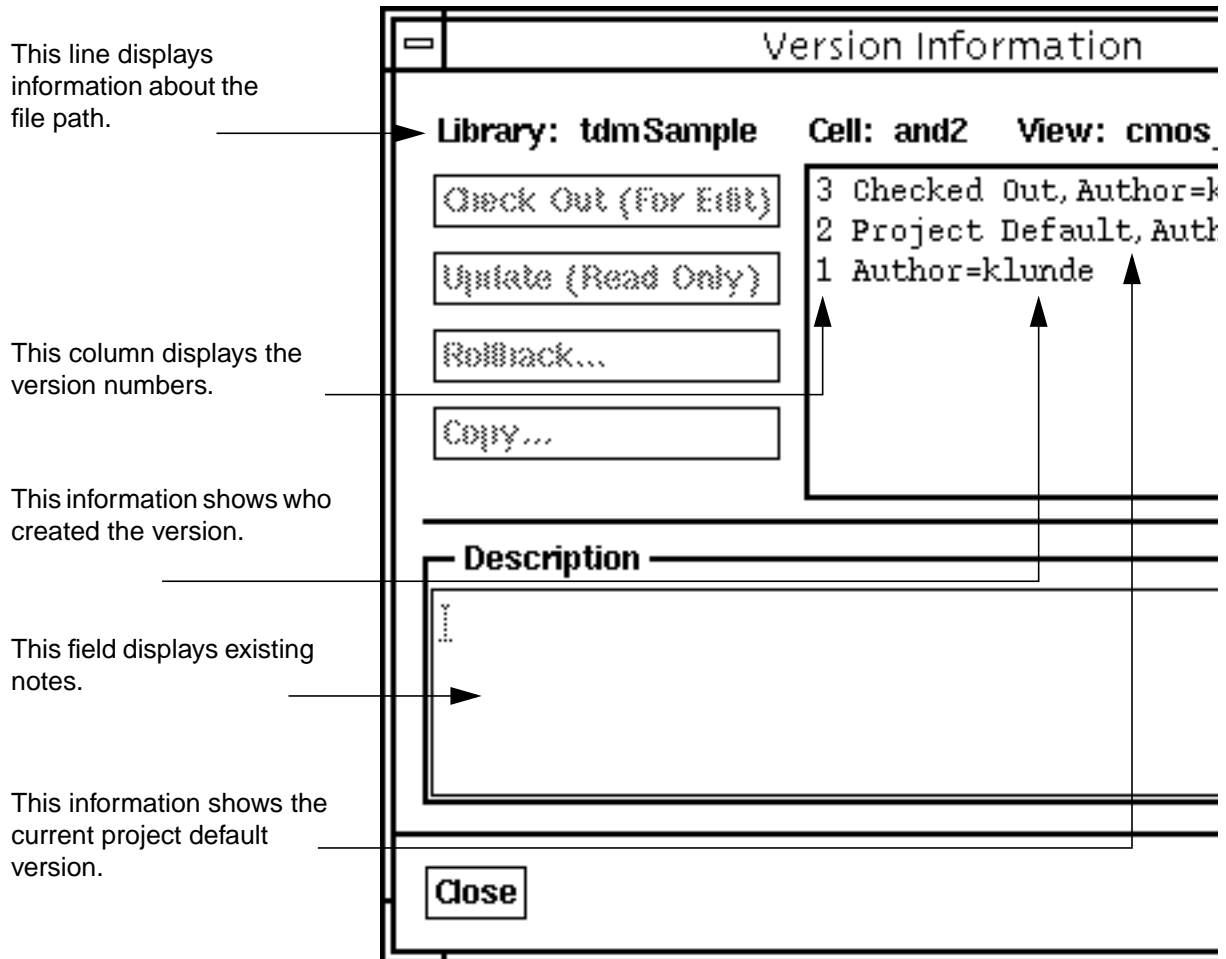 This line displays
information about the
file path.
This column displays the
version numbers.
This information shows who
created the version.
This field displays existing
notes.
This information shows the
current project default
version.
Version Information
Library: tdmSample Cell: and2 View: cmos_
Check Out (For Edit)
Update (Read Only)
Rollback...
Copy...
3 Checked Out, Author=k
2 Project Default, Auth
1 Author=klunde
Description
Close